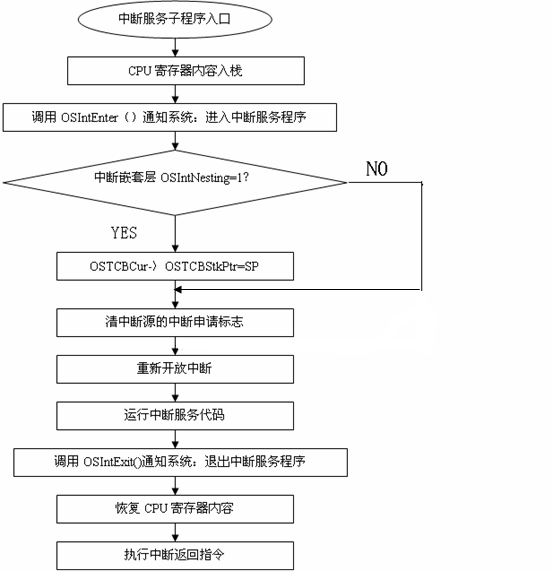 中断服务子程序入口
CPU 寄存器内容入栈
调用 OSIntEnter（）通知系统：进入中断服务程序
中断嵌套层 OSIntNesting=1?
NO
YES
OSTCBCur-〉OSTCBStkPtr=SP
清中断源的中断申请标志
重新开放中断
运行中断服务代码
调用 OSIntExit()通知系统：退出中断服务程序
恢复 CPU 寄存器内容
执行中断返回指令